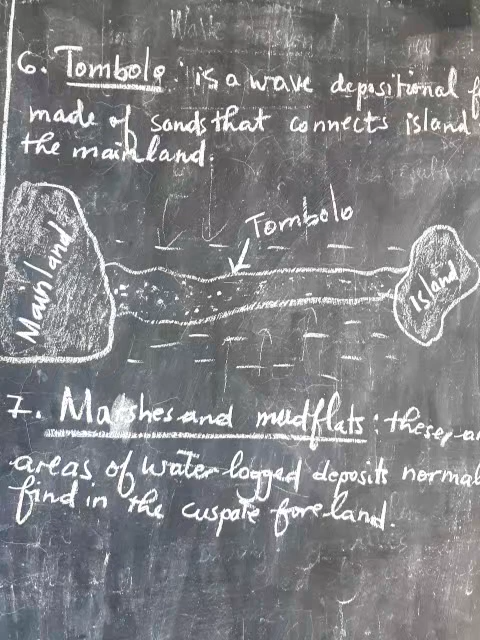 Wave
6. Tombolo: is a wave depositional f
made of sands that connects island
the mainland.
Tombolo
Mainland
Island
7. Marshes and mudflats: these, a
areas of water-logged deposits normal
find in the cuspate foreland.